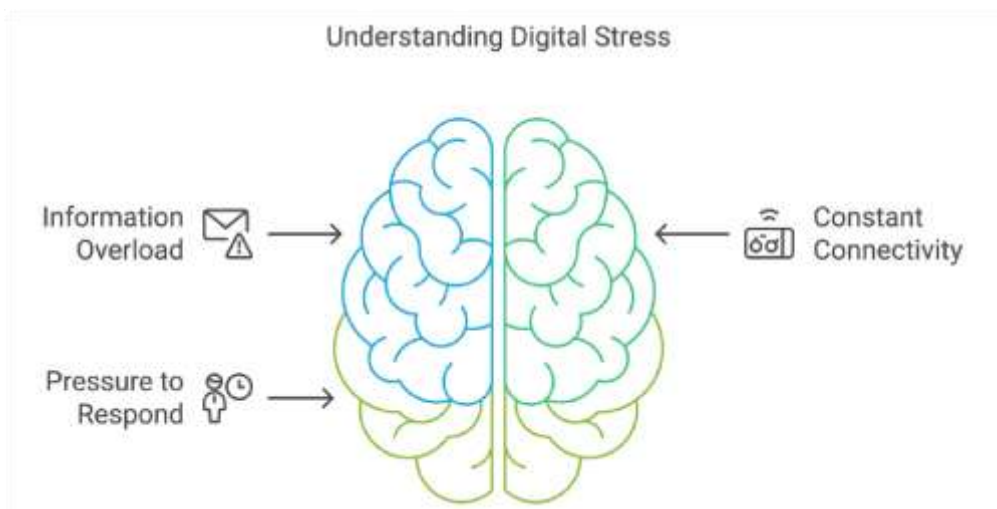 Understanding Digital Stress
Information
Overload
Constant
Connectivity
Pressure to
Respond